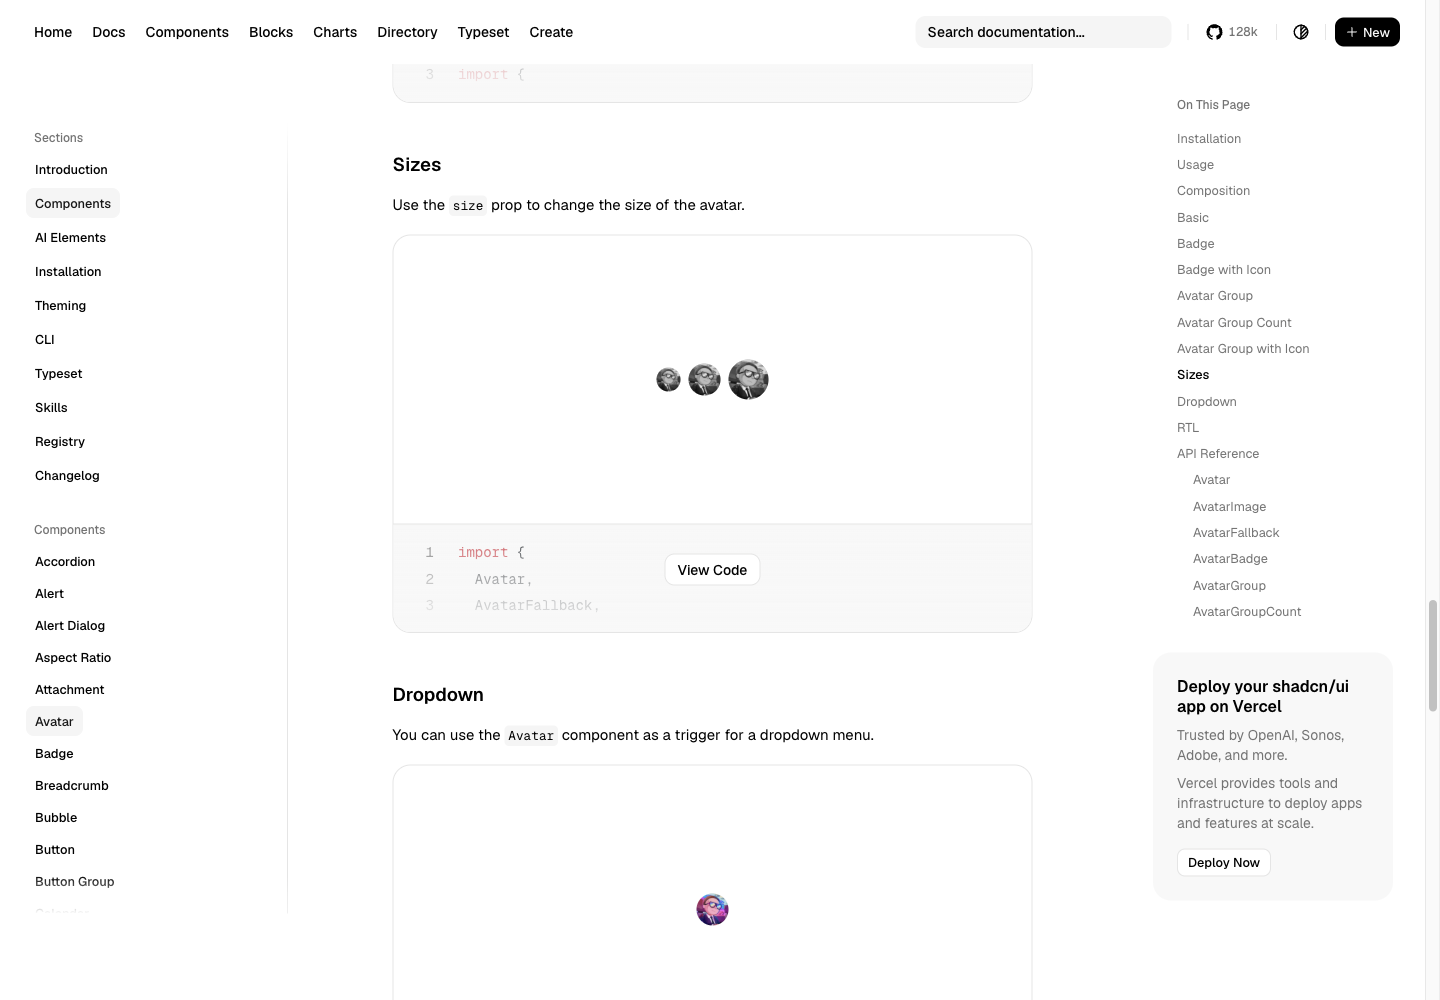 Home Docs Components Blocks Charts Directory Typeset Create
Search documentation...
128k
New
Sections
Introduction
Components
AI Elements
Installation
Theming
CLI
Typeset
Skills
Registry
Changelog
Components
Accordion
Alert
Alert Dialog
Aspect Ratio
Attachment
Avatar
Badge
Breadcrumb
Bubble
Button
Button Group
3 import {
Sizes
Use the size prop to change the size of the avatar.
1 import {
2 Avatar,
3 AvatarFallback,
View Code
Dropdown
You can use the Avatar component as a trigger for a dropdown menu.
On This Page
Installation
Usage
Composition
Basic
Badge
Badge with Icon
Avatar Group
Avatar Group Count
Avatar Group with Icon
Sizes
Dropdown
RTL
API Reference
Avatar
AvatarImage
AvatarFallback
AvatarBadge
AvatarGroup
AvatarGroupCount
Deploy your shadcn/ui
app on Vercel
Trusted by OpenAI, Sonos,
Adobe, and more.
Vercel provides tools and
infrastructure to deploy apps
and features at scale.
Deploy Now